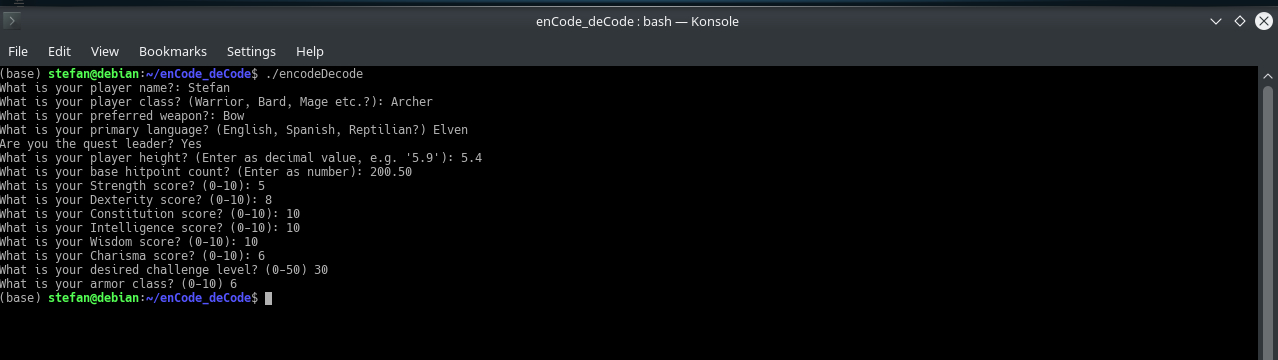 enCode_deCode : bash — Konsole
File Edit View Bookmarks Settings Help
(base) stefan@debian:~/enCode_deCode$ ./encodeDecode
What is your player name?: Stefan
What is your player class? (Warrior, Bard, Mage etc.?): Archer
What is your preferred weapon?: Bow
What is your primary language? (English, Spanish, Reptilian?) Elven
Are you the quest leader? Yes
What is your player height? (Enter as decimal value, e.g. '5.9'): 5.4
What is your base hitpoint count? (Enter as number): 200.50
What is your Strength score? (0-10): 5
What is your Dexterity score? (0-10): 8
What is your Constitution score? (0-10): 10
What is your Intelligence score? (0-10): 10
What is your Wisdom score? (0-10): 10
What is your Charisma score? (0-10): 6
What is your desired challenge level? (0-50) 30
What is your armor class? (0-10) 6
(base) stefan@debian:~/enCode_deCode$